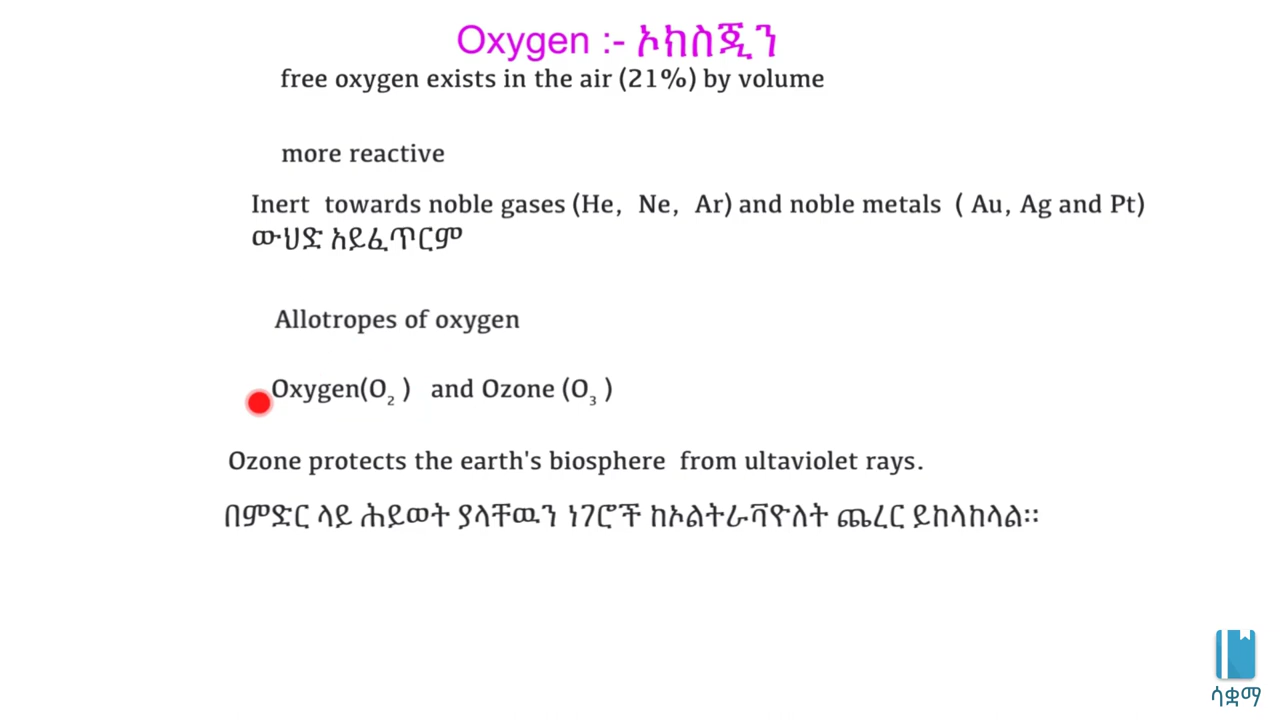 Oxygen :- ኦክስጂን
free oxygen exists in the air (21%) by volume
more reactive
Inert towards noble gases (He, Ne, Ar) and noble metals ( Au, Ag and Pt)
ውህድ አይፈጥርም
Allotropes of oxygen
Oxygen(O₂ ) and Ozone (O₃ )
Ozone protects the earth's biosphere from ultaviolet rays.
በምድር ላይ ሕይወት ያላቸዉን ነገሮች ከኦልትራቫዮለት ጨረር ይከላከላል፡፡
ሳቋማ